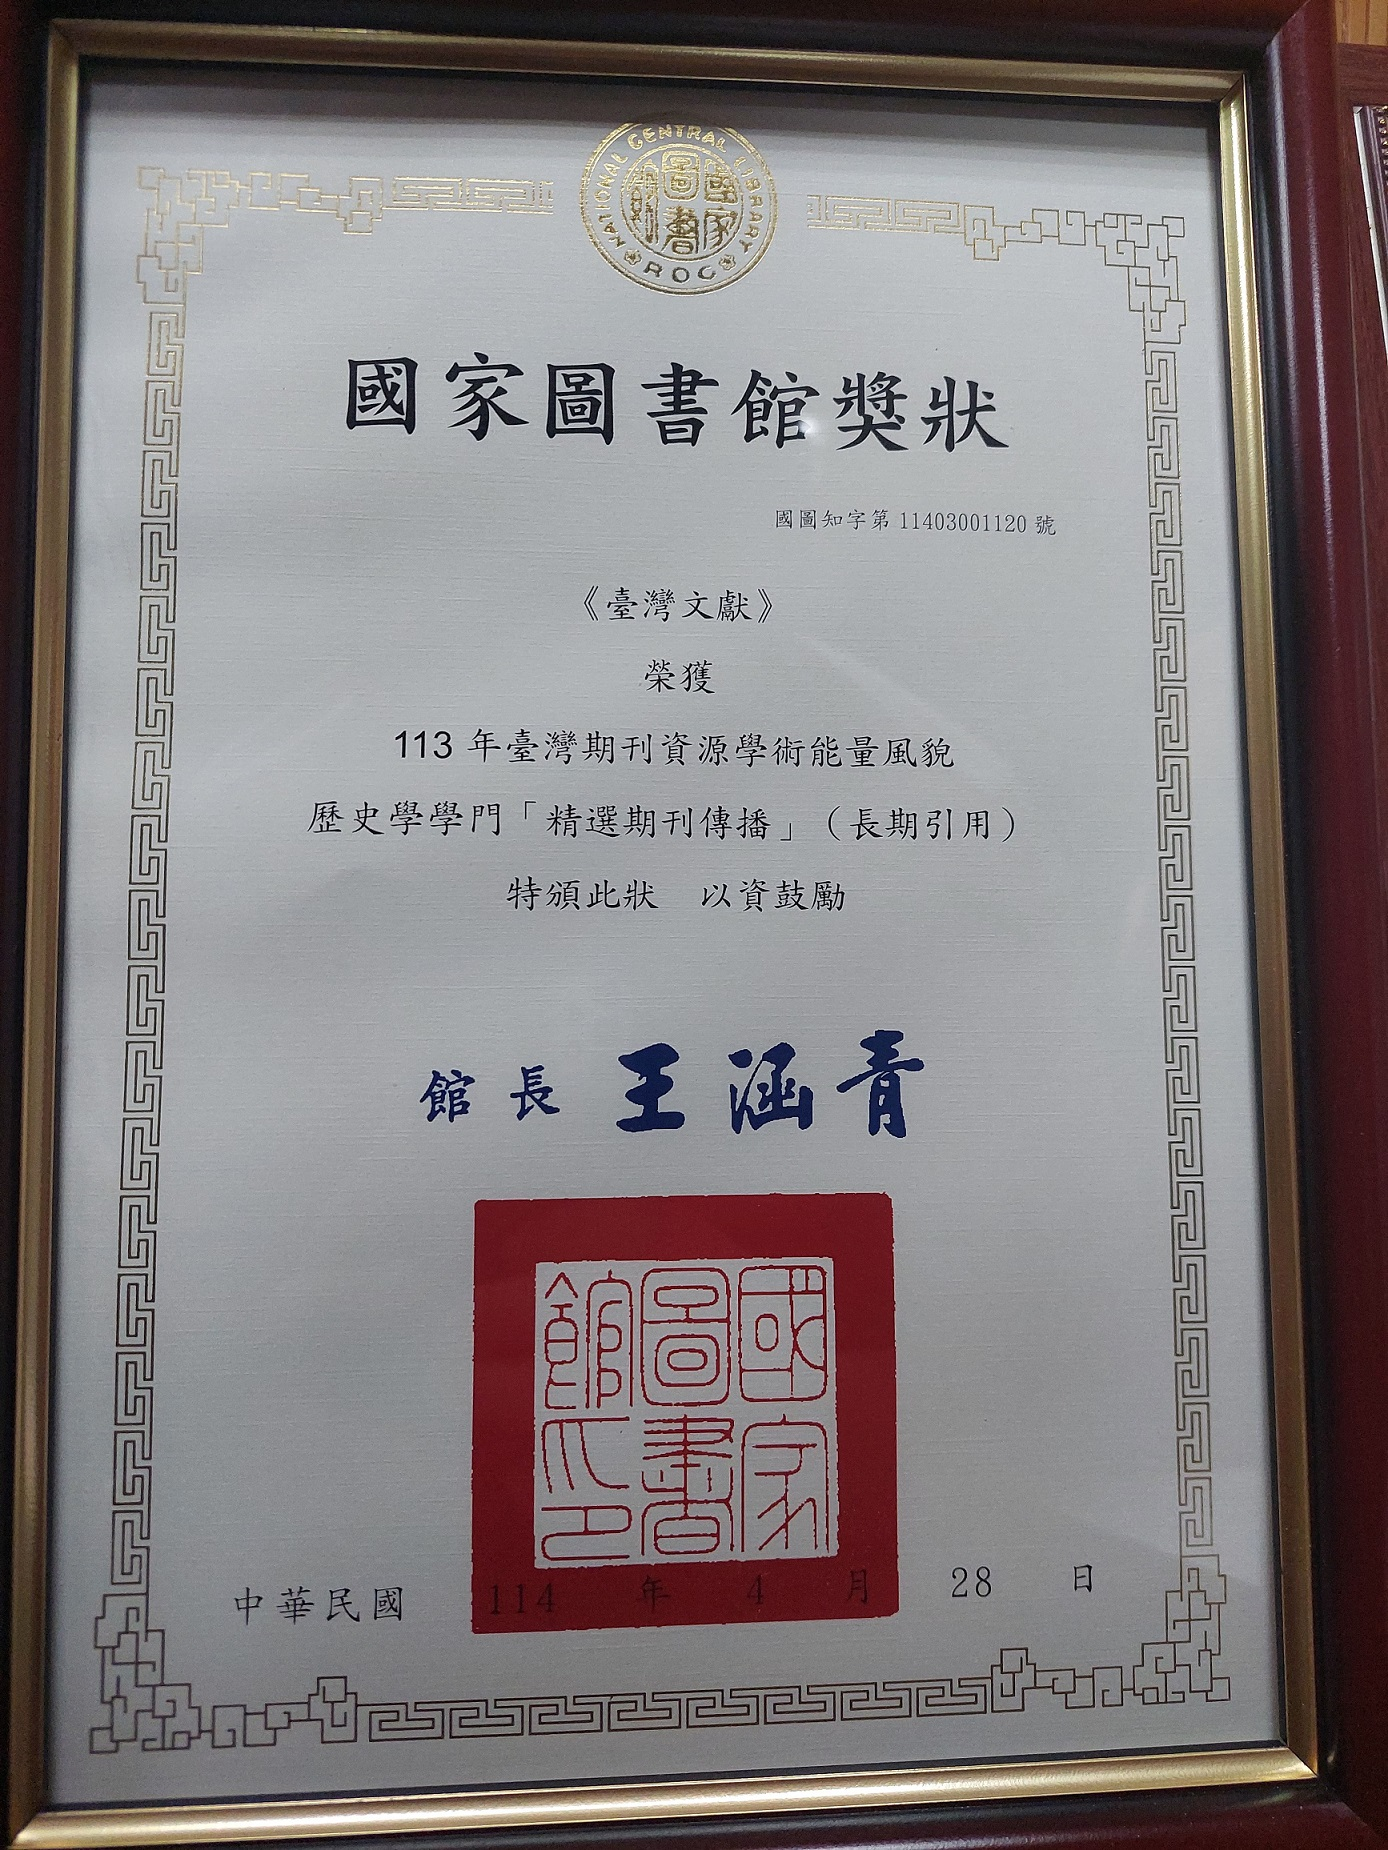 NATIONAL CENTRAL LIBRARY
國家圖書館
ROC
國家圖書館獎狀
國圖知字第 11403001120 號
《臺灣文獻》
榮獲
113 年臺灣期刊資源學術能量風貌
歷史學學門「精選期刊傳播」（長期引用）
特頒此狀　以資鼓勵
館長 王涵青
國家圖書館印
中華民國 114 年 4 月 28 日